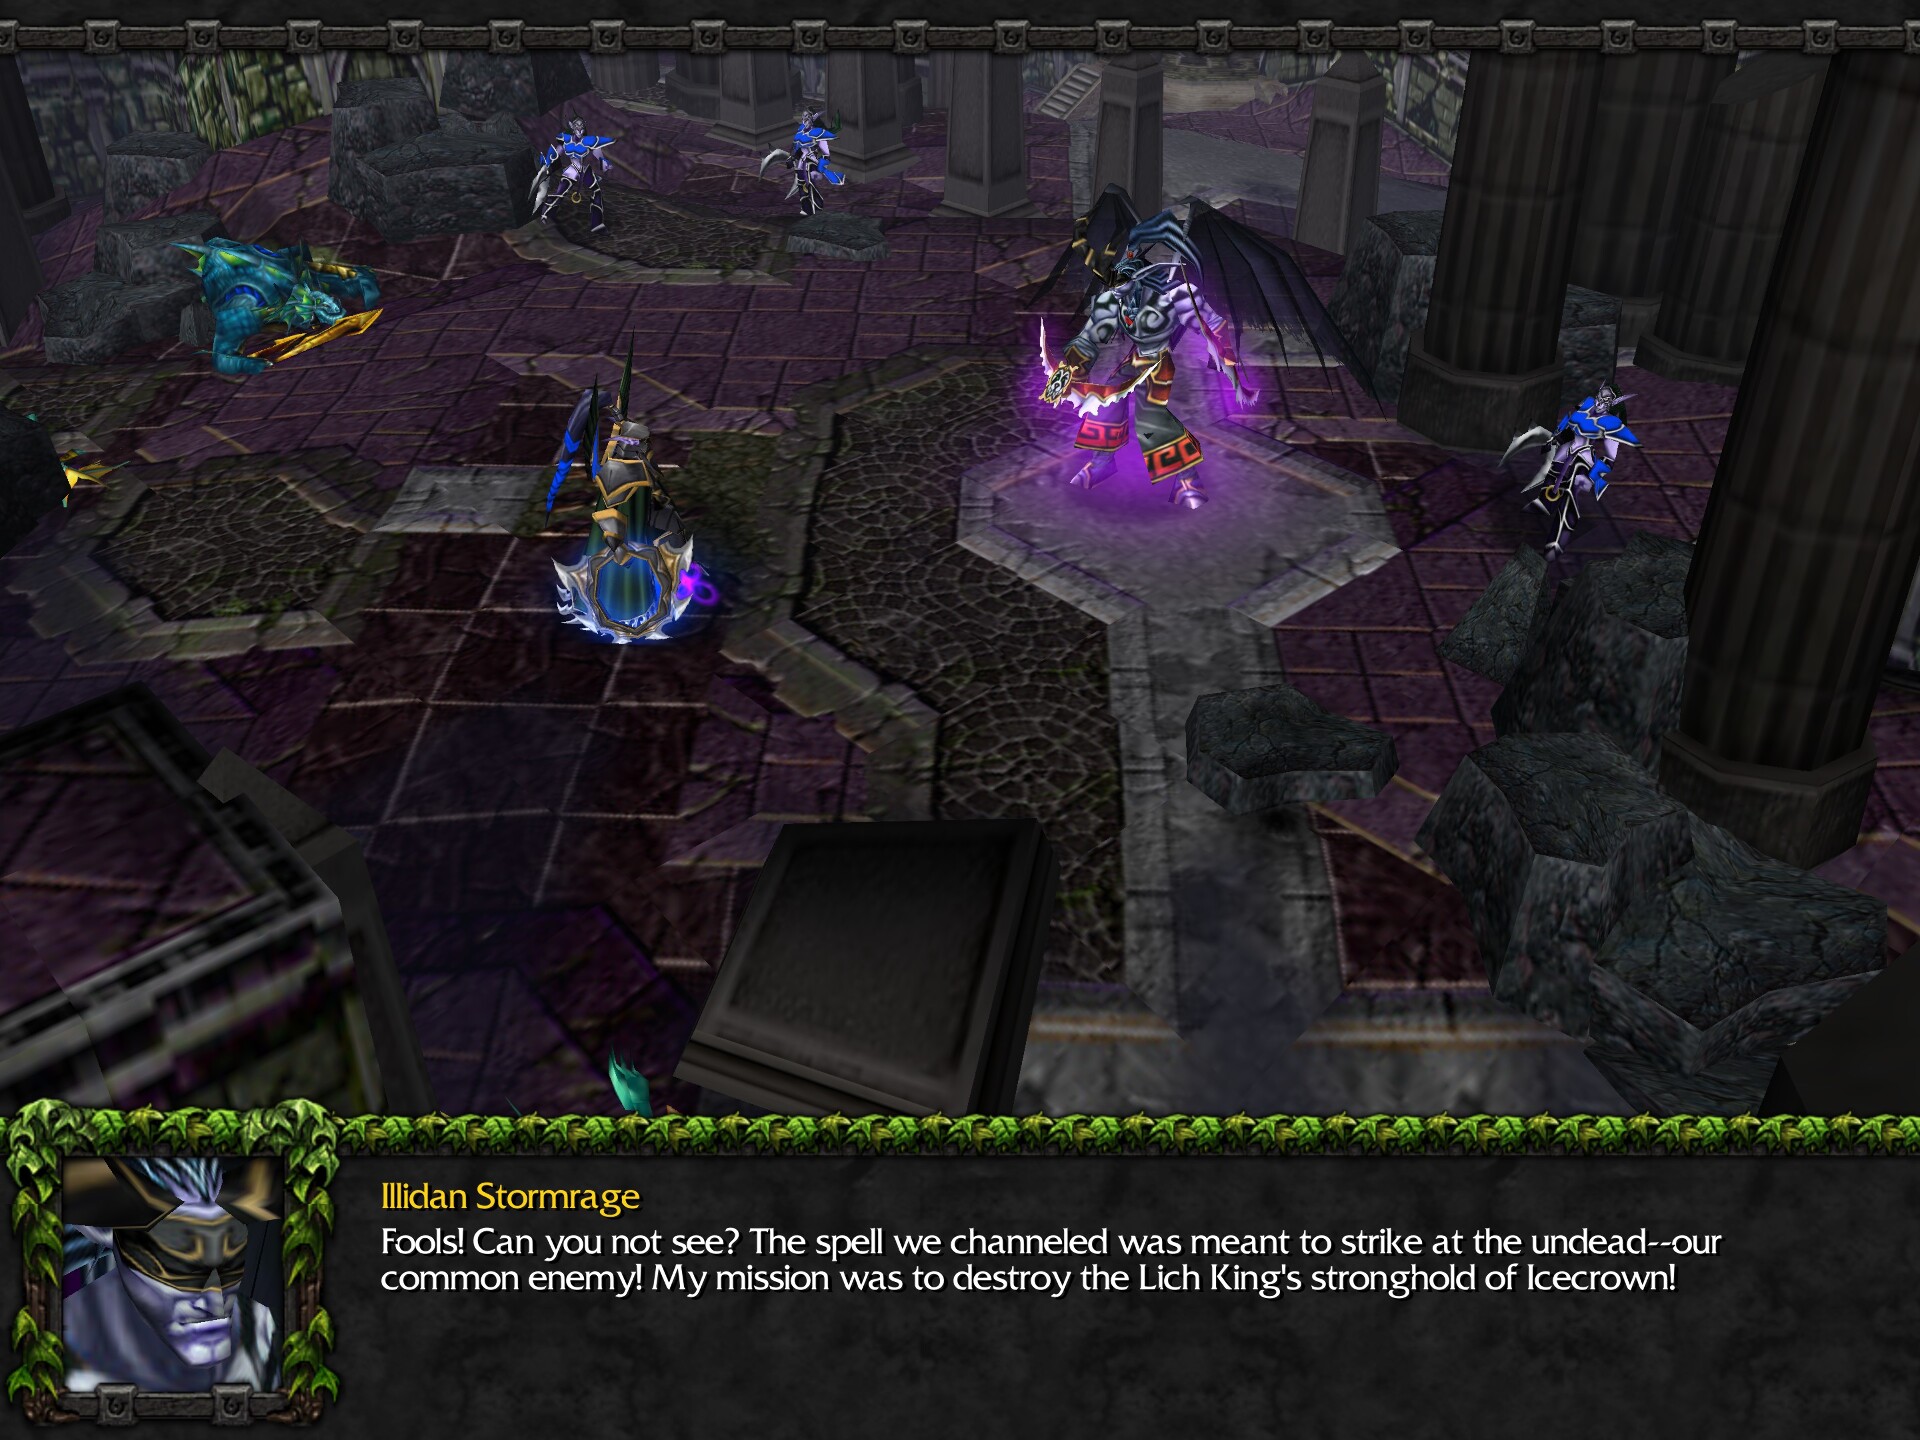 Illidan Stormrage
Fools! Can you not see? The spell we channeled was meant to strike at the undead--our
common enemy! My mission was to destroy the Lich King's stronghold of Icecrown!